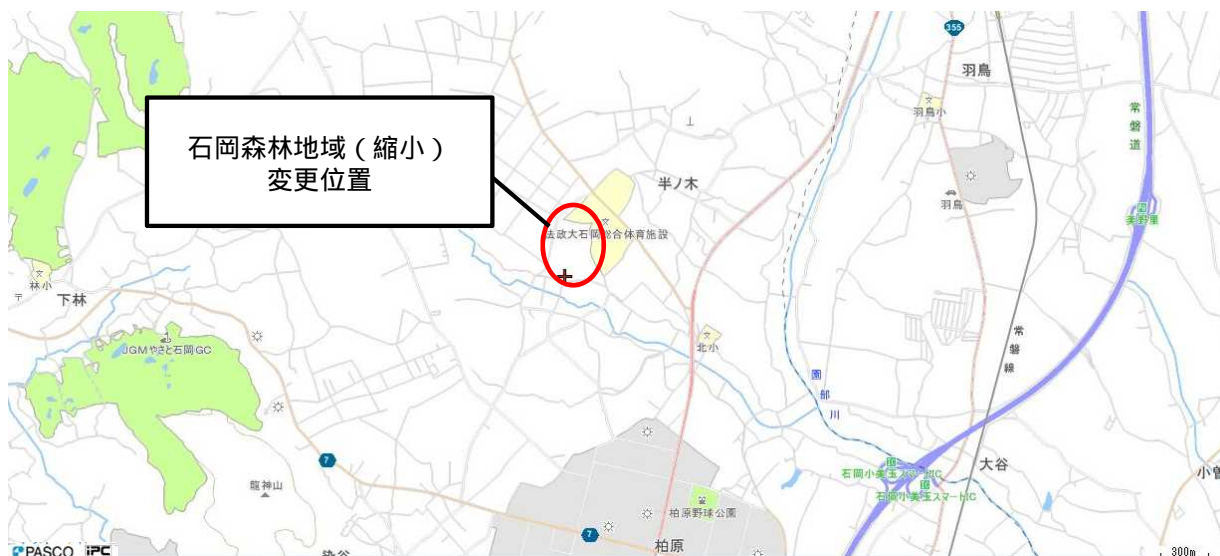 355
羽鳥
羽鳥小
常磐道
石岡森林地域（縮小）
変更位置
半ノ木
羽鳥
美野里
法政大石岡総合体育施設
林小
下林
JGMやさと石岡GC
北小
常磐線
園部川
7
龍神山
石岡小美玉スマートIC
石岡小美玉スマートIC
大谷
柏原野球公園
7
柏原
PASCO iPC
300m